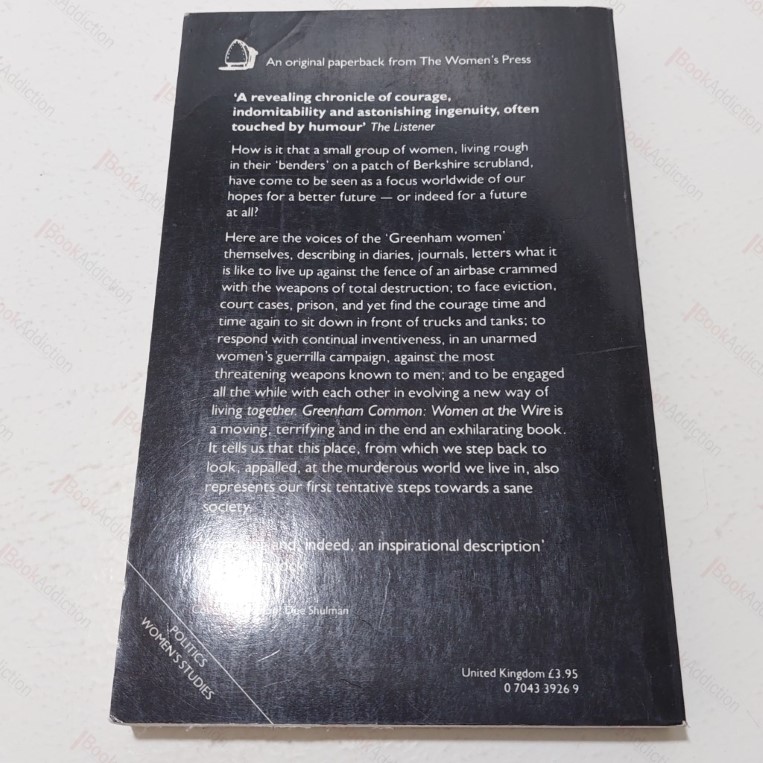 An original paperback from The Women's Press
'A revealing chronicle of courage,
indomitability and astonishing ingenuity, often
touched by humour' The Listener
How is it that a small group of women, living rough
in their 'benders' on a patch of Berkshire scrubland,
have come to be seen as a focus worldwide of our
hopes for a better future — or indeed for a future
at all?
Here are the voices of the 'Greenham women'
themselves, describing in diaries, journals, letters what it
is like to live up against the fence of an airbase crammed
with the weapons of total destruction; to face eviction,
court cases, prison, and yet find the courage time and
time again to sit down in front of trucks and tanks; to
respond with continual inventiveness, in an unarmed
women's guerrilla campaign, against the most
threatening weapons known to men; and to be engaged
all the while with each other in evolving a new way of
living together. Greenham Common: Women at the Wire is
a moving, terrifying and in the end an exhilarating book.
It tells us that this place, from which we step back to
look, appalled, at the murderous world we live in, also
represents our first tentative steps towards a sane
society.
and, indeed, an inspirational description'
Dee Shulman
POLITICS
WOMEN'S STUDIES
United Kingdom £3.95
0 7043 3926 9
BookAddiction